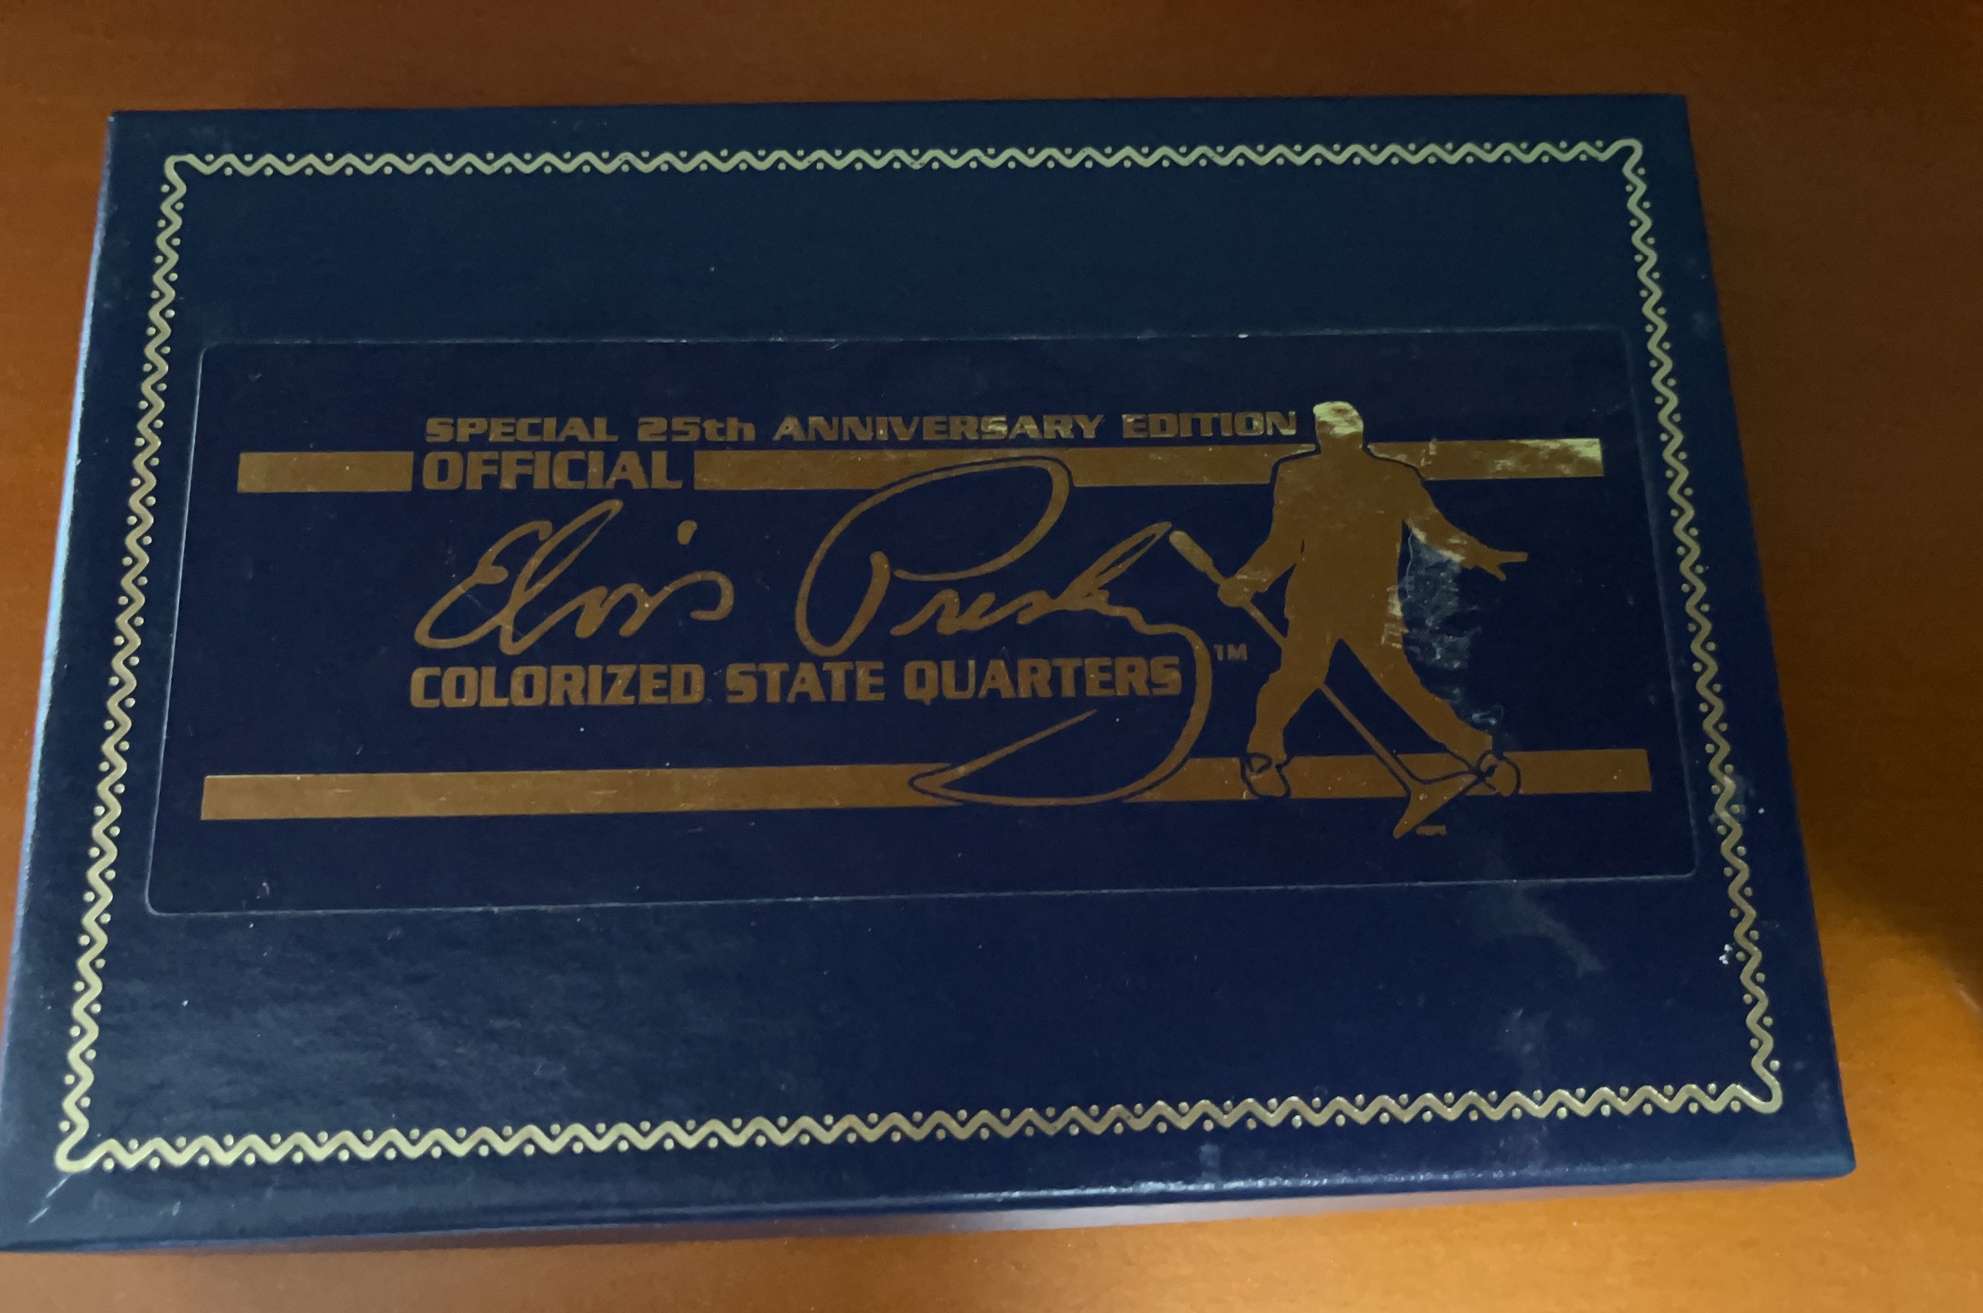 SPECIAL 25th ANNIVERSARY EDITION
OFFICIAL
Elvis Presley
COLORIZED STATE QUARTERS™